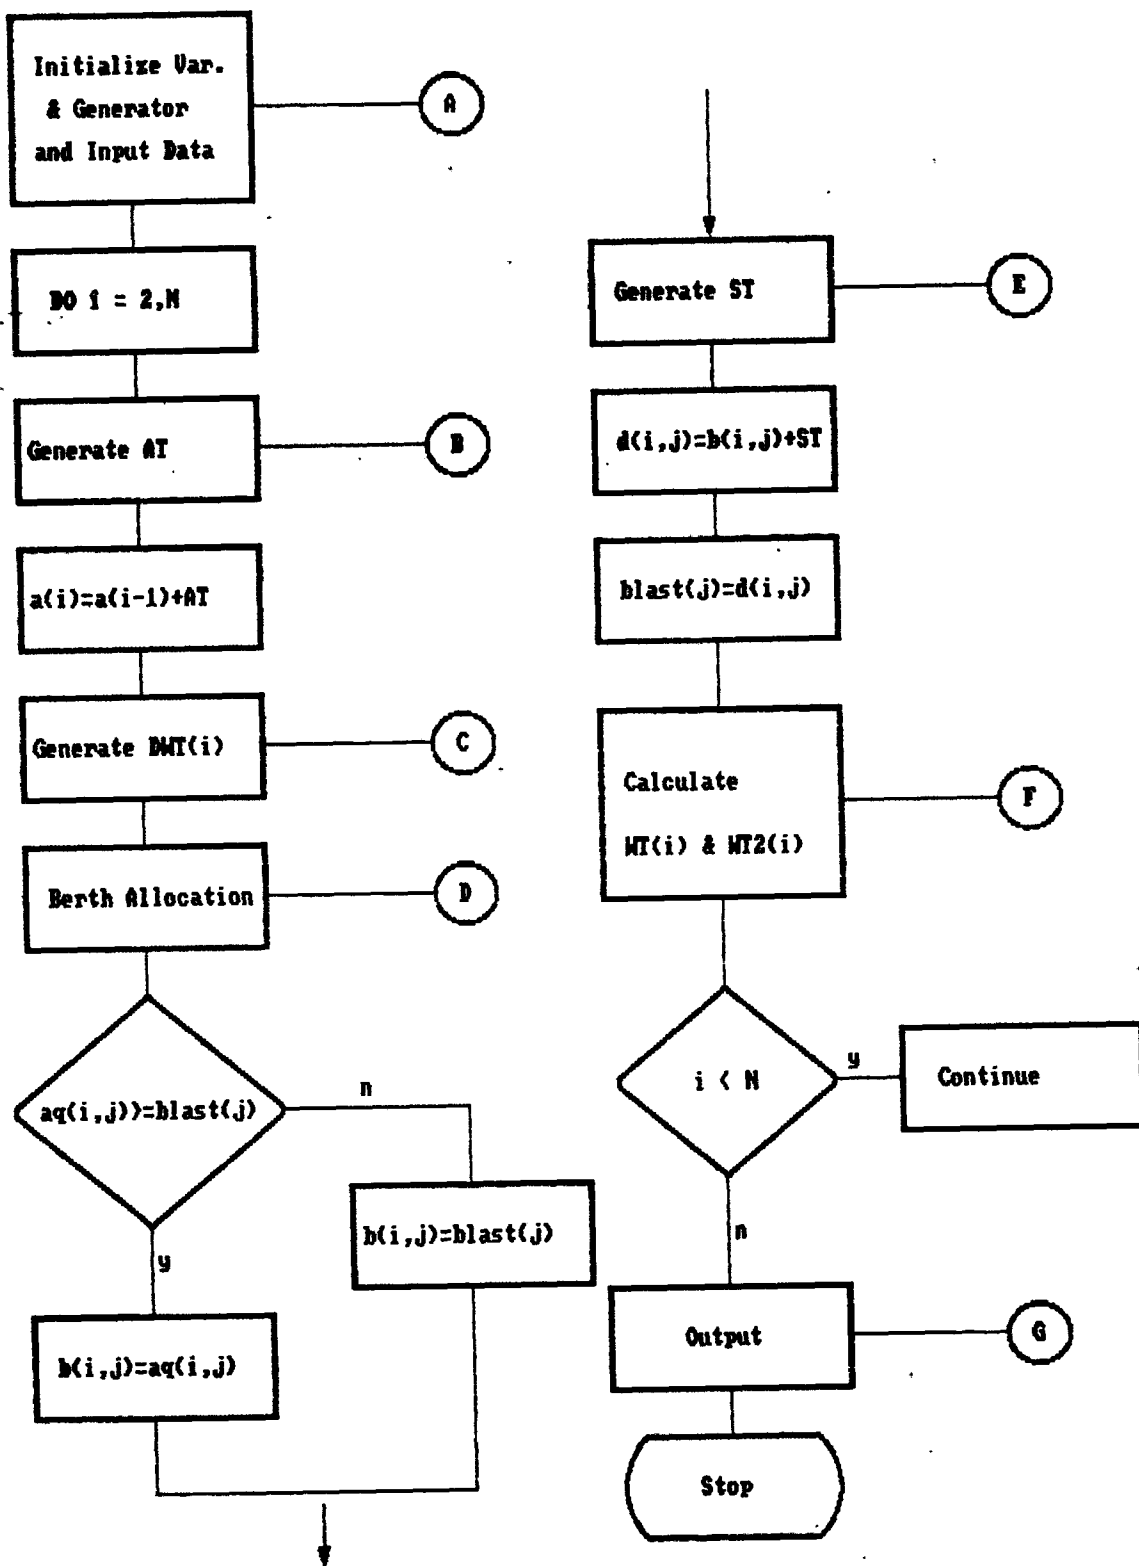 Initialize Var.
& Generator
and Input Data
A
DO i = 2,N
Generate AT
B
a(i)=a(i-1)+AT
Generate DWT(i)
C
Berth Allocation
D
aq(i,j))=blast(j)
n
y
b(i,j)=blast(j)
b(i,j)=aq(i,j)
Generate ST
E
d(i,j)=b(i,j)+ST
blast(j)=d(i,j)
Calculate
WT(i) & WT2(i)
F
i < N
y
Continue
n
Output
G
Stop